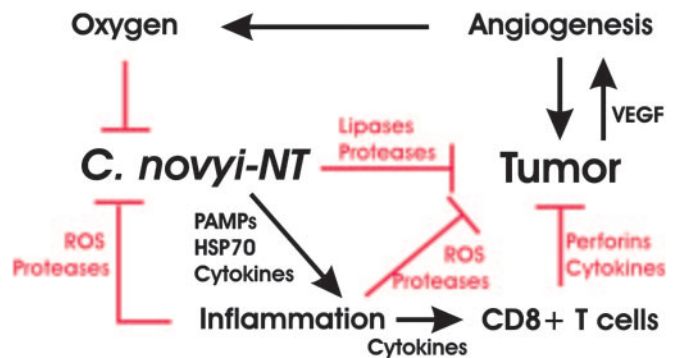 Oxygen
Angiogenesis
VEGF
Lipases
Proteases
C. novyi-NT
Tumor
PAMPs
HSP70
Cytokines
ROS
Proteases
ROS
Proteases
Perforins
Cytokines
Inflammation
CD8+ T cells
Cytokines